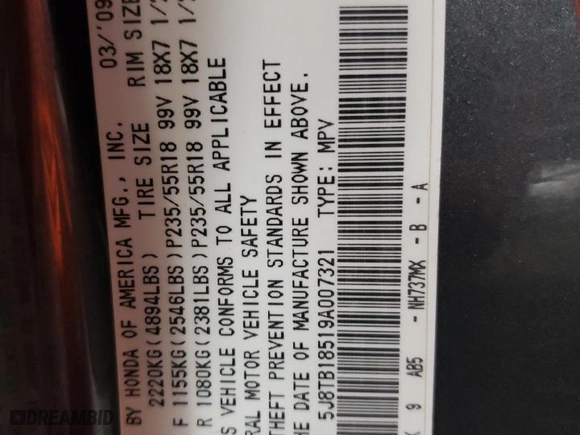 BY HONDA OF AMERICA MFG., INC. 03/'09
2220KG(4894LBS) TIRE SIZE RIM SIZE
F 1155KG(2546LBS)P235/55R18 99V 18X7 1/
R 1080KG(2381LBS)P235/55R18 99V 18X7 1/
S VEHICLE CONFORMS TO ALL APPLICABLE
RAL MOTOR VEHICLE SAFETY
THEFT PREVENTION STANDARDS IN EFFECT
THE DATE OF MANUFACTURE SHOWN ABOVE.
5J8TB18519A007321 TYPE: MPV
9 AB5 - NH737MX - B - A
DREAMBID